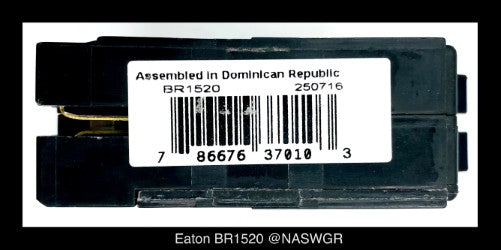 Assembled in Dominican Republic
BR1520 250716
7 86676 37010 3
Eaton BR1520 @NASWGR